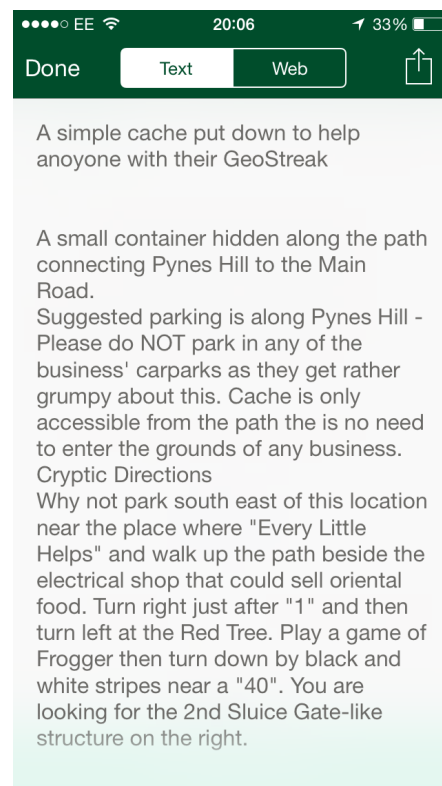 EE 20:06 33%
Done Text Web
A simple cache put down to help
anoyone with their GeoStreak
A small container hidden along the path
connecting Pynes Hill to the Main
Road.
Suggested parking is along Pynes Hill -
Please do NOT park in any of the
business' carparks as they get rather
grumpy about this. Cache is only
accessible from the path the is no need
to enter the grounds of any business.
Cryptic Directions
Why not park south east of this location
near the place where "Every Little
Helps" and walk up the path beside the
electrical shop that could sell oriental
food. Turn right just after "1" and then
turn left at the Red Tree. Play a game of
Frogger then turn down by black and
white stripes near a "40". You are
looking for the 2nd Sluice Gate-like
structure on the right.